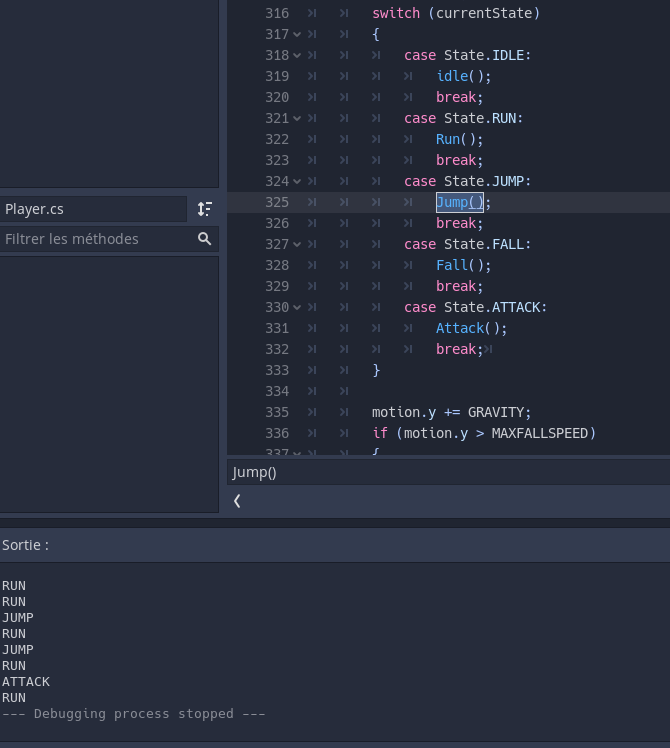 316 switch (currentState)
317 {
318 case State.IDLE:
319 idle();
320 break;
321 case State.RUN:
322 Run();
323 break;
324 case State.JUMP:
325 Jump();
326 break;
327 case State.FALL:
328 Fall();
329 break;
330 case State.ATTACK:
331 Attack();
332 break;
333 }
334
335 motion.y += GRAVITY;
336 if (motion.y > MAXFALLSPEED)
337 {
Player.cs
Filtrer les méthodes
Jump()
Sortie :
RUN
RUN
JUMP
RUN
JUMP
RUN
ATTACK
RUN
--- Debugging process stopped ---